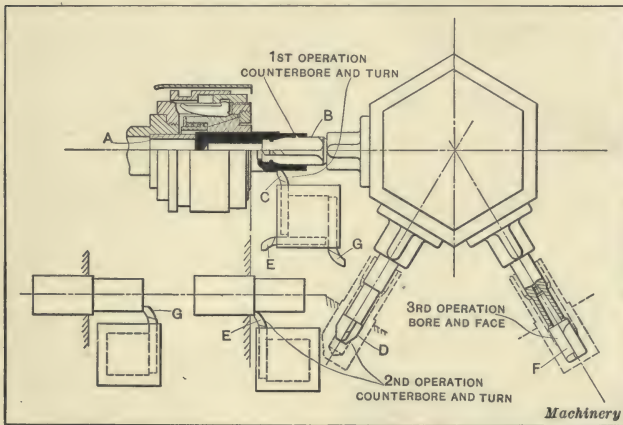 1ST OPERATION
COUNTERBORE AND TURN
A
B
C
E
G
G
E
D
3RD OPERATION
BORE AND FACE
F
2ND OPERATION
COUNTERBORE AND TURN
Machinery